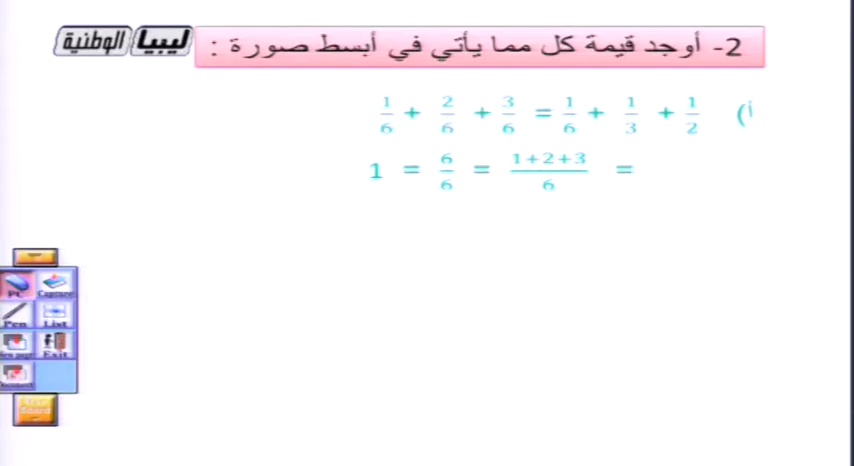 2- أوجد قيمة كل مما يأتي في أبسط صورة :
ليبيا الوطنية
أ) 1/2 + 1/3 + 1/6 = 3/6 + 2/6 + 1/6
= 1+2+3/6 = 6/6 = 1
PC Capture
Pen List
Exit